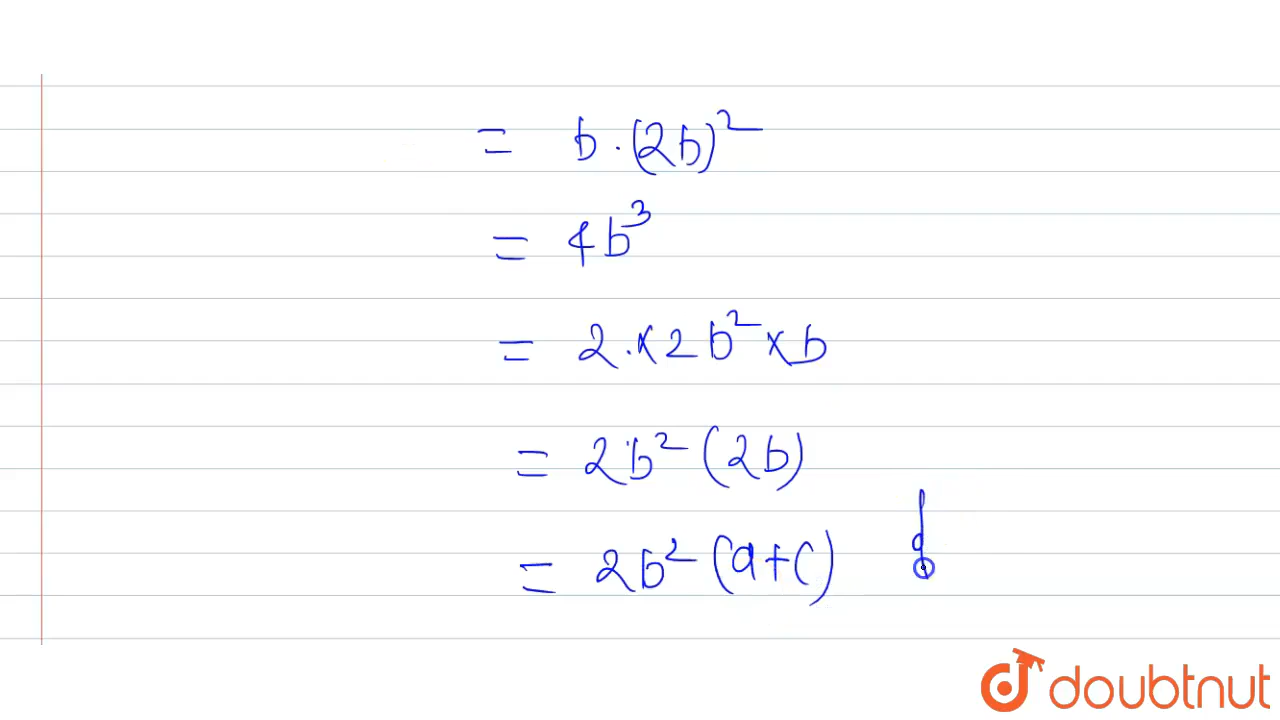 = b·(2b)²
= 4b³
= 2·×2b²×b
= 2b²(2b)
= 2b²(a+c)
doubtnut